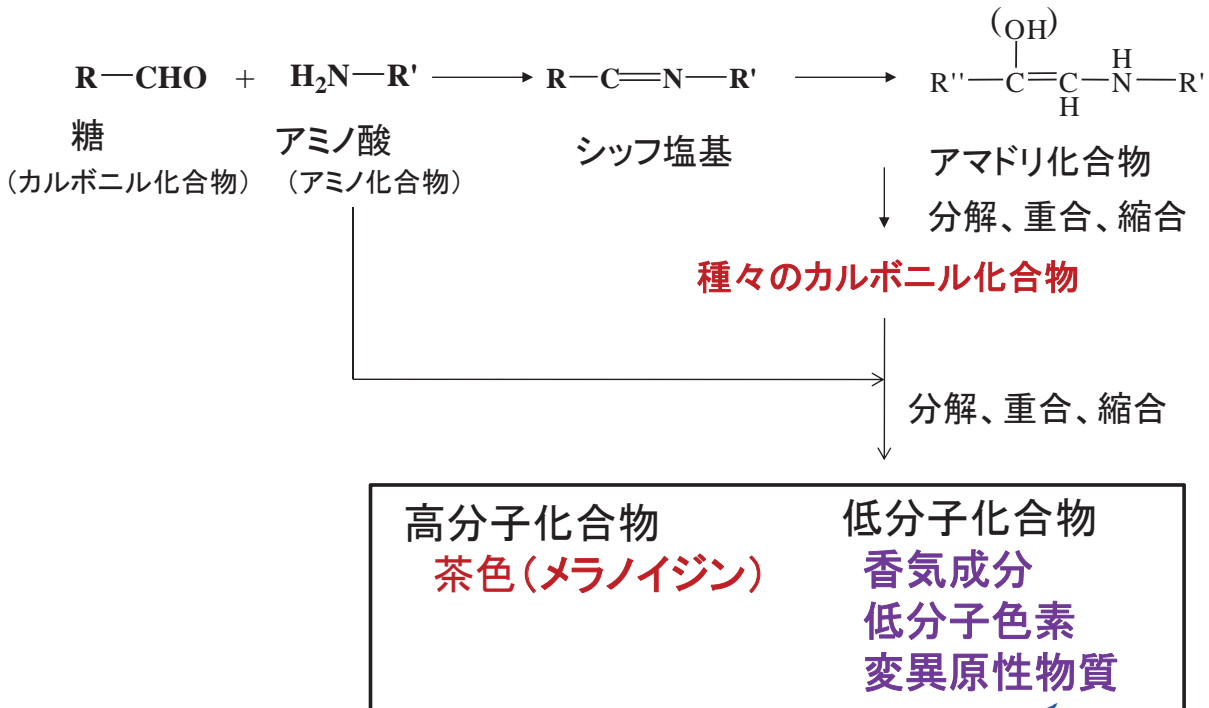 (OH)
R—CHO + H₂N—R' → R—C=N—R' → R''—C=CH—NH—R'
糖
アミノ酸
シッフ塩基
アマドリ化合物
(カルボニル化合物)
(アミノ化合物)
分解、重合、縮合
種々のカルボニル化合物
分解、重合、縮合
高分子化合物
茶色(メラノイジン)
低分子化合物
香気成分
低分子色素
変異原性物質